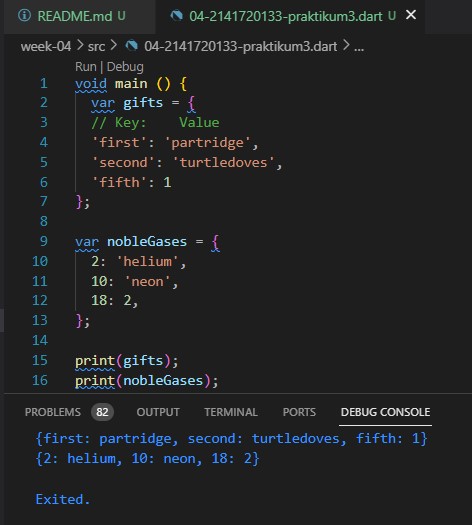 README.md U 04-2141720133-praktikum3.dart U
week-04 > src > 04-2141720133-praktikum3.dart > ...
Run | Debug
1 void main () {
2   var gifts = {
3   // Key:    Value
4   'first': 'partridge',
5   'second': 'turtledoves',
6   'fifth': 1
7 };
8
9 var nobleGases = {
10   2: 'helium',
11   10: 'neon',
12   18: 2,
13 };
14
15 print(gifts);
16 print(nobleGases);
PROBLEMS 82 OUTPUT TERMINAL PORTS DEBUG CONSOLE
{first: partridge, second: turtledoves, fifth: 1}
{2: helium, 10: neon, 18: 2}
Exited.